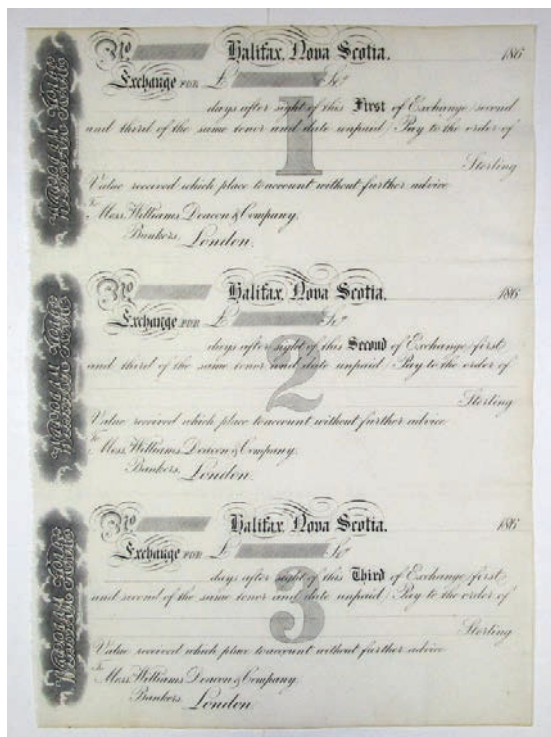 No Halifax, Nova Scotia. 186
Exchange FOR £ Stg
days after sight of this First of Exchange (second
and third of the same tenor and date unpaid) Pay to the order of
Sterling
Value received which place to account without further advice
To
Mess. Williams Deacon & Company,
Bankers, London.
1
No Halifax, Nova Scotia. 186
Exchange FOR £ Stg
days after sight of this Second of Exchange (first
and third of the same tenor and date unpaid) Pay to the order of
Sterling
Value received which place to account without further advice
To
Mess. Williams Deacon & Company,
Bankers, London.
2
No Halifax, Nova Scotia. 186
Exchange FOR £ Stg
days after sight of this Third of Exchange (first
and second of the same tenor and date unpaid) Pay to the order of
Sterling
Value received which place to account without further advice
To
Mess. Williams Deacon & Company,
Bankers, London.
3